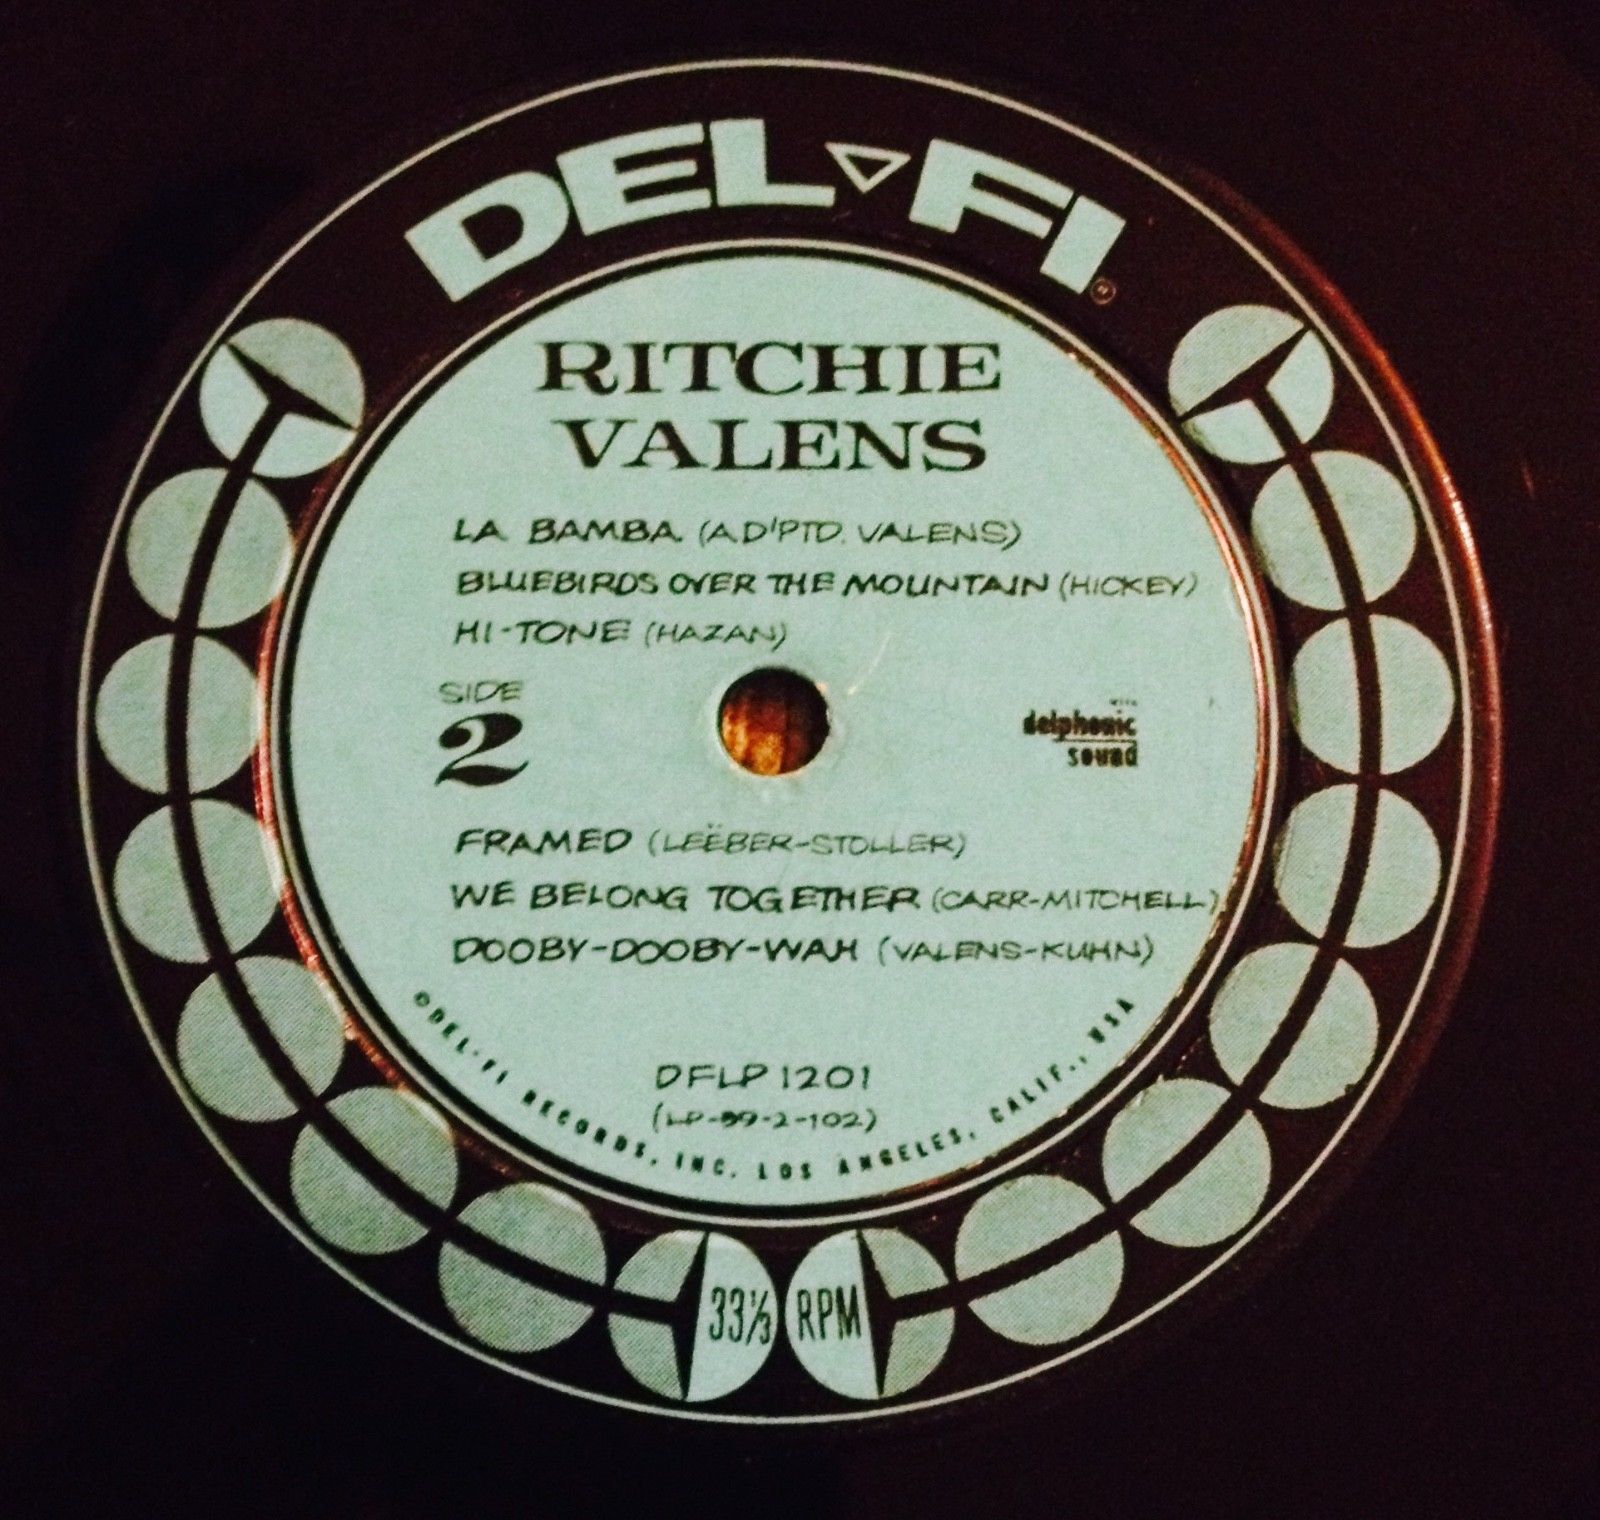 DEL-FI
®
RITCHIE
VALENS
LA BAMBA (AD'PTD. VALENS)
BLUEBIRDS OVER THE MOUNTAIN (HICKEY)
HI-TONE (HAZAN)
SIDE
2
WITH
delphonic
sound
FRAMED (LEËBER-STOLLER)
WE BELONG TOGETHER (CARR-MITCHELL)
DOOBY-DOOBY-WAH (VALENS-KUHN)
DFLP 1201
(LP-59-2-102)
©DEL-FI RECORDS, INC. LOS ANGELES, CALIF., USA
33⅓ RPM